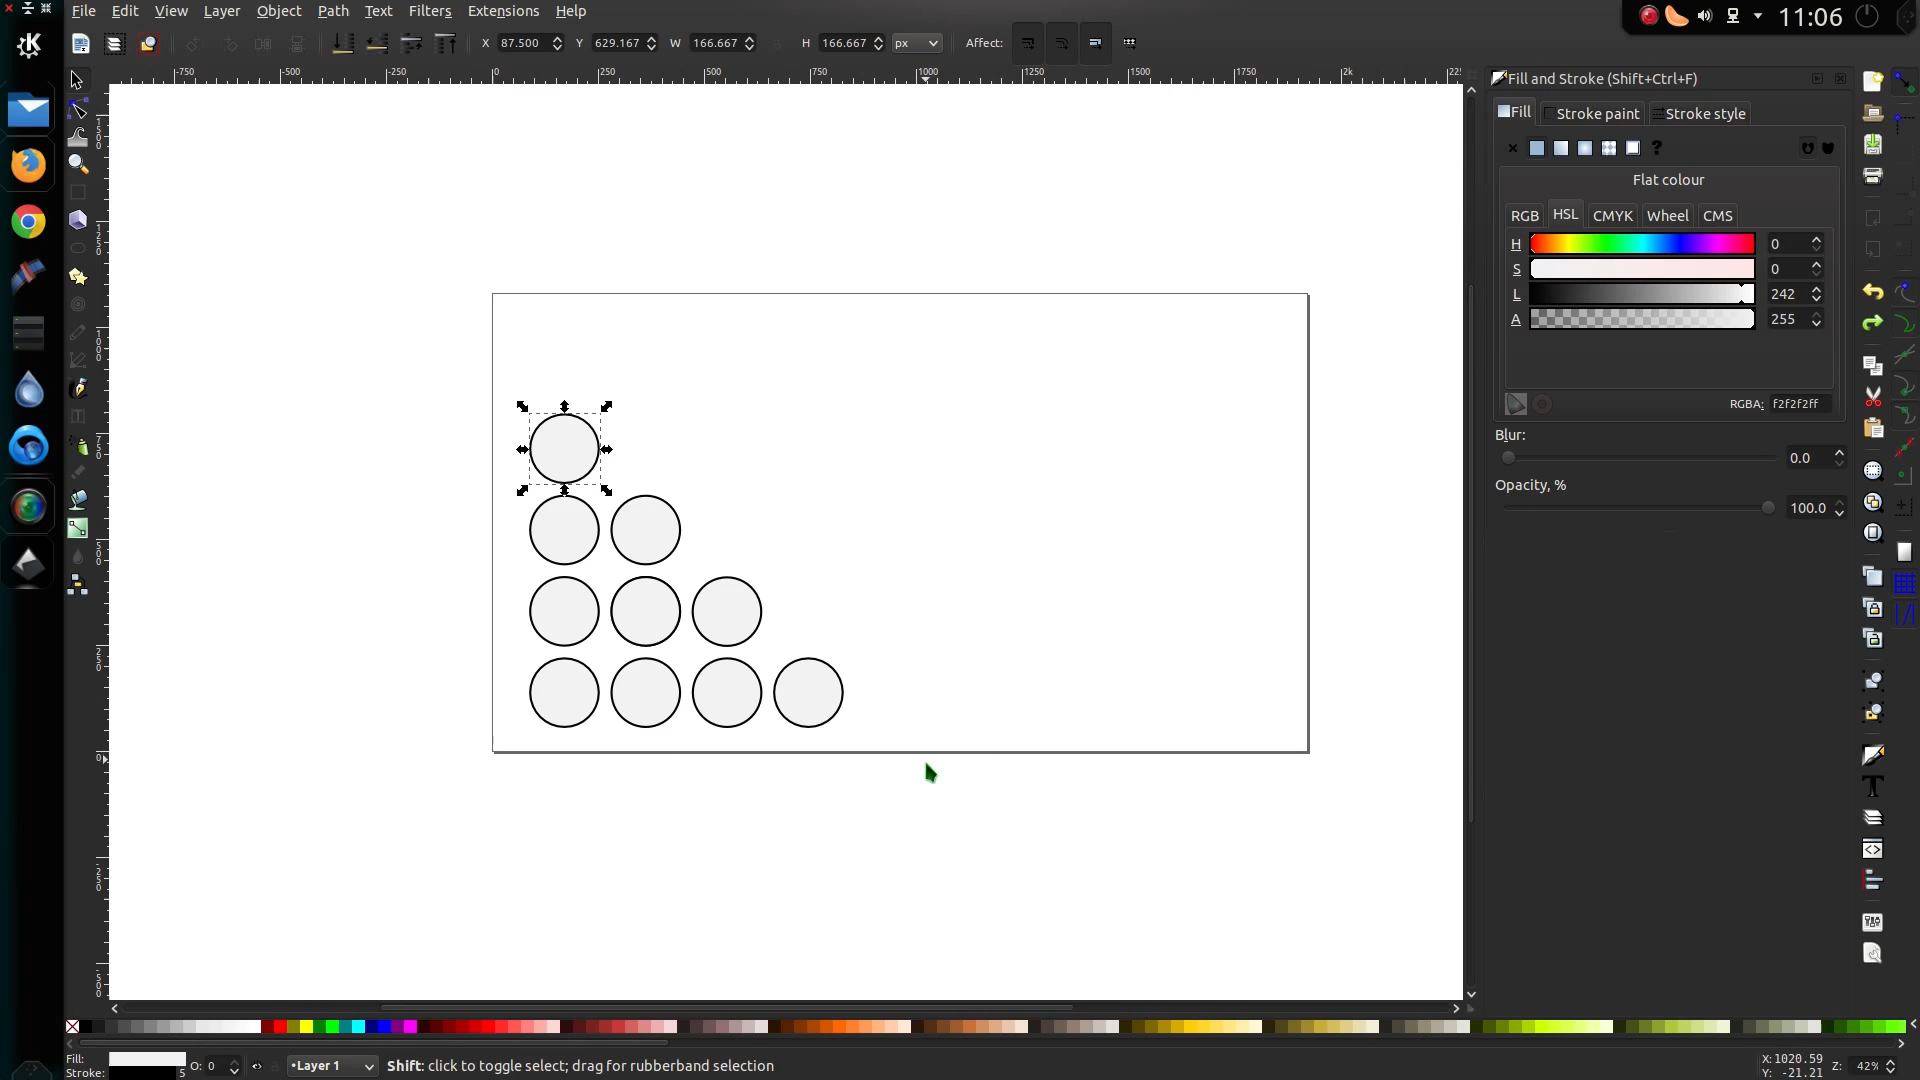 File Edit View Layer Object Path Text Filters Extensions Help
11:06
X 87.500 Y 629.167 W 166.667 H 166.667 px Affect:
-750 -500 -250 0 250 500 750 1000 1250 1500 1750 2k
Fill and Stroke (Shift+Ctrl+F)
Fill Stroke paint Stroke style
?
Flat colour
RGB HSL CMYK Wheel CMS
H 0
S 0
L 242
A 255
RGBA: f2f2f2ff
Blur:
0.0
Opacity, %
100.0
Fill:
Stroke: 5
O: 0
•Layer 1
Shift: click to toggle select; drag for rubberband selection
X: 1020.59
Y: -21.21
Z: 42%